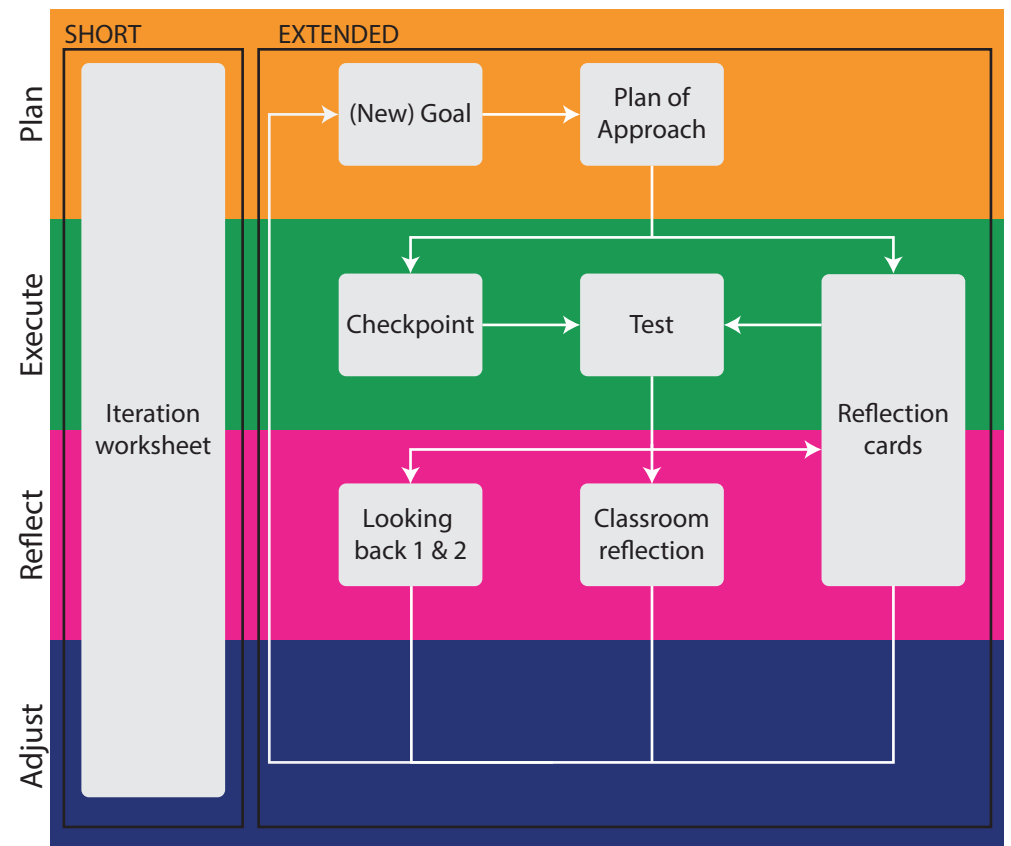 SHORT
EXTENDED
Plan
(New) Goal
Plan of
Approach
Execute
Checkpoint
Test
Iteration
worksheet
Reflection
cards
Reflect
Looking
back 1 & 2
Classroom
reflection
Adjust